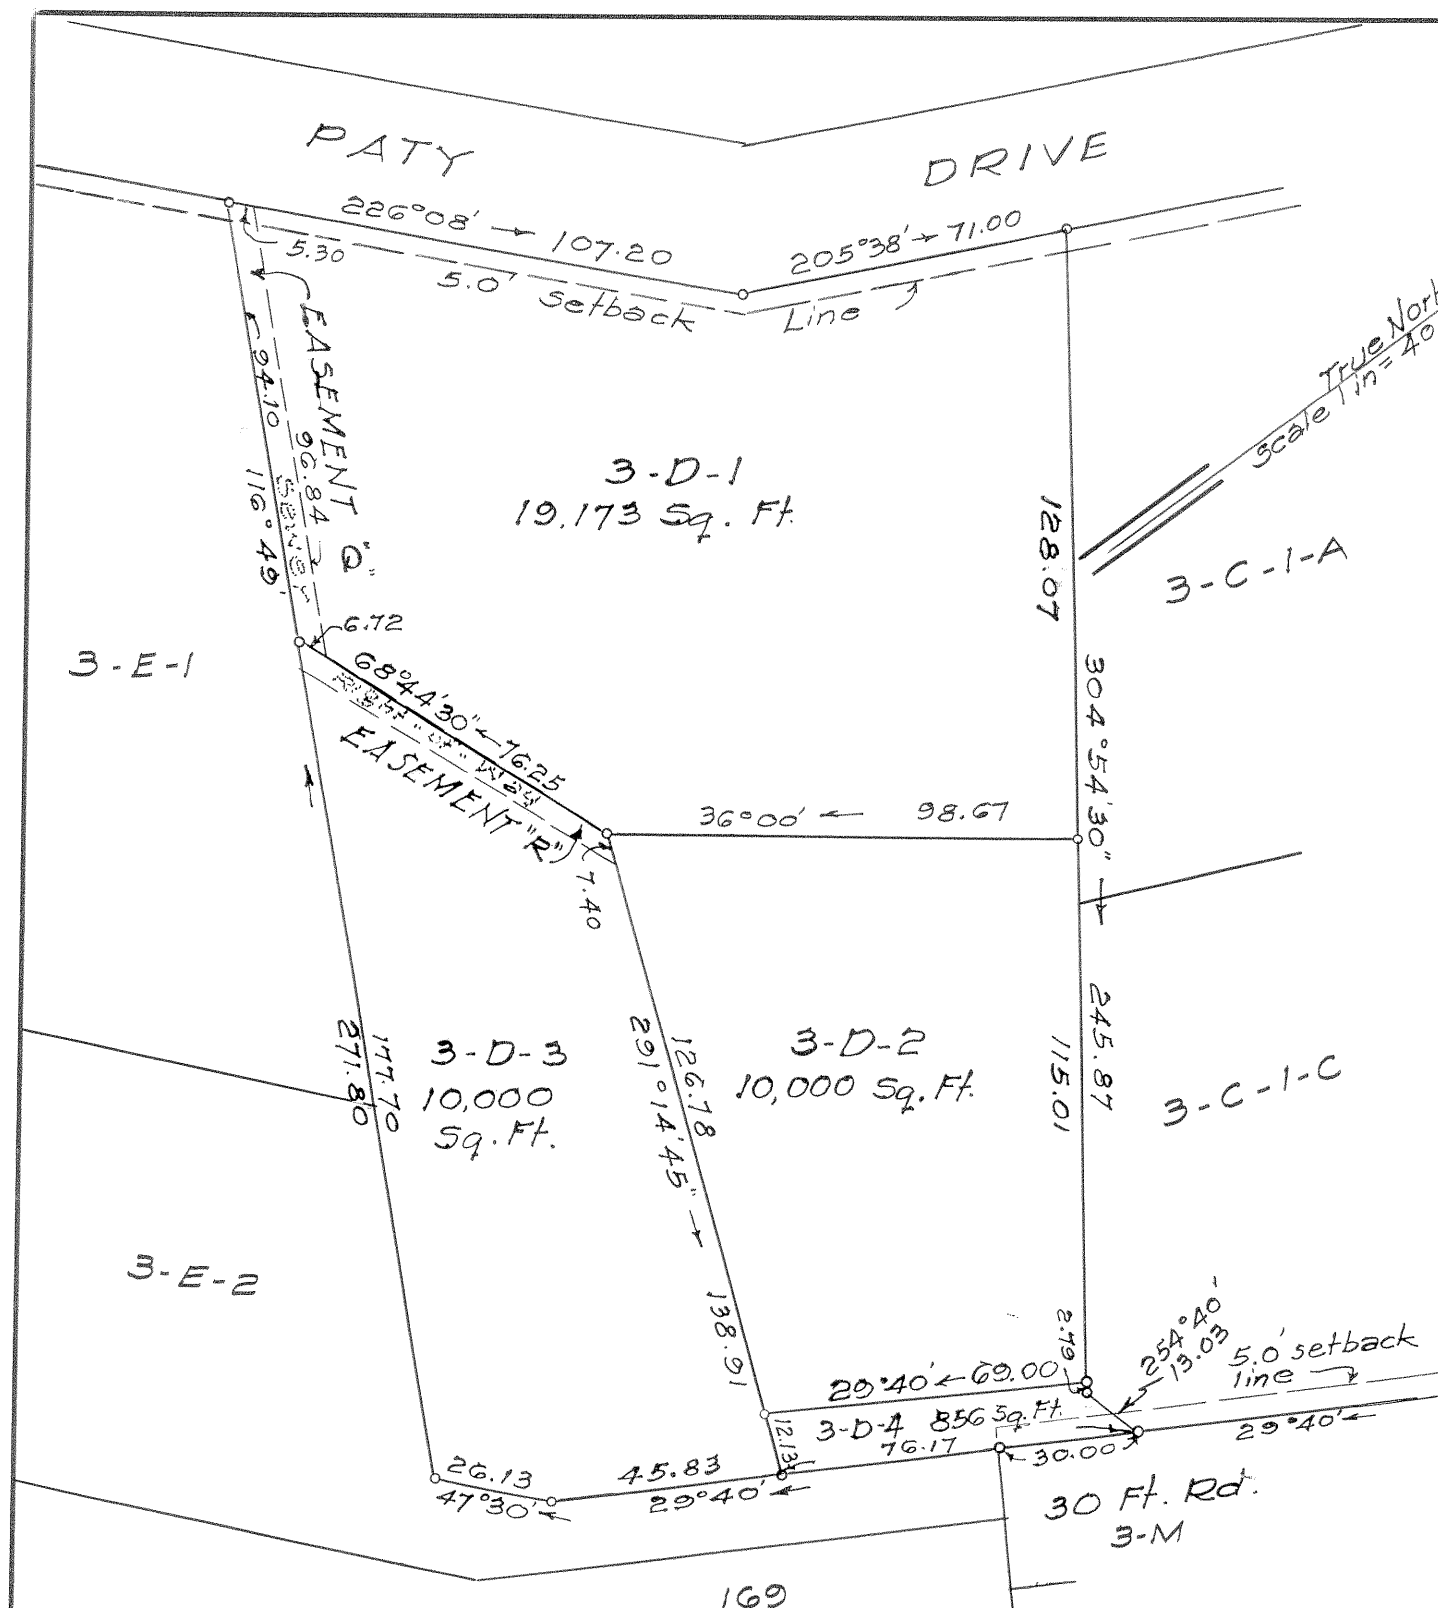 PATY
DRIVE
226°08' → 107.20
205°38' → 71.00
5.30
5.0' Setback
Line
EASEMENT "Q"
94.10
116°49'
96.84
Sewer
True Nort
Scale 1 in = 40
3-D-1
19,173 Sq. Ft.
128.07
3-C-1-A
6.72
3-E-1
68°44'30" ← 76.25
Right-of-Way
EASEMENT "R"
304°54'30" →
36°00' ← 98.67
7.40
3-D-3
10,000
Sq. Ft.
177.70
271.80
126.78
291°14'45" →
138.91
3-D-2
10,000 Sq. Ft.
245.87
115.01
3-C-1-C
3-E-2
2.79
254°40'
13.03
5.0' setback
line
29°40' ← 69.00
3-D-4 856 Sq. Ft.
12.13
76.17
30.00
29°40' ←
26.13
47°30' ←
45.83
29°40' ←
30 Ft. Rd.
3-M
169